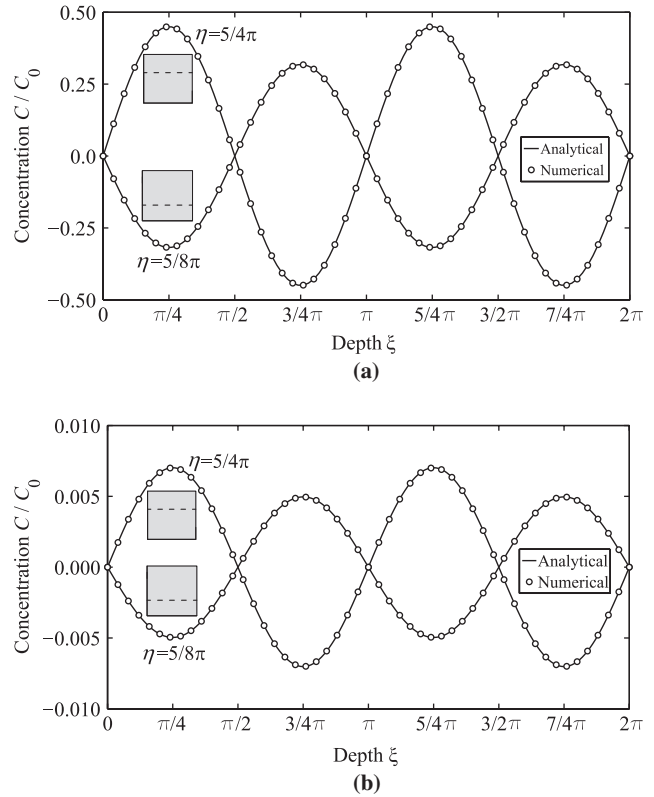 0.50
0.25
0.0
−0.25
−0.50
Concentration C / C₀
η=5/4π
η=5/8π
Analytical
Numerical
0 π/4 π/2 3/4π π 5/4π 3/2π 7/4π 2π
Depth ξ
(a)
0.010
0.005
0.000
−0.005
−0.010
Concentration C / C₀
η=5/4π
η=5/8π
Analytical
Numerical
0 π/4 π/2 3/4π π 5/4π 3/2π 7/4π 2π
Depth ξ
(b)